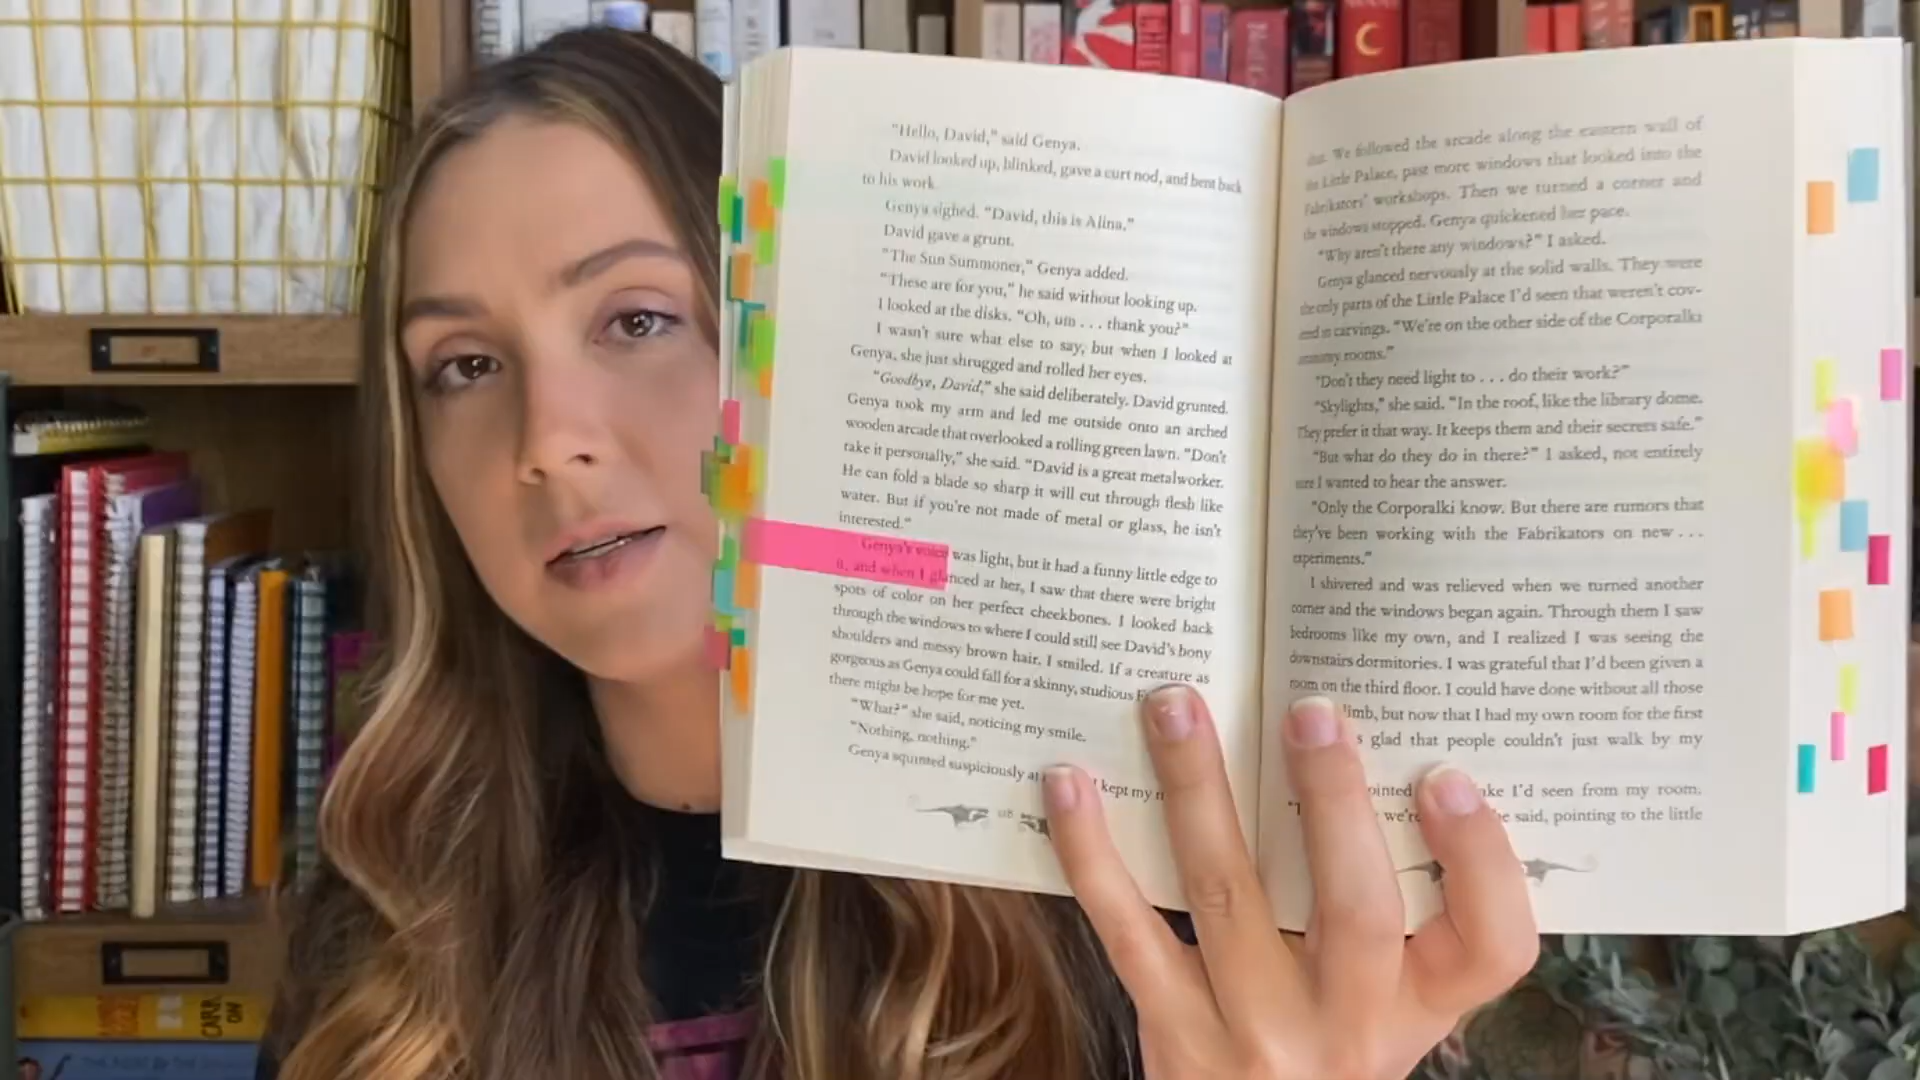 "Hello, David," said Genya.
David looked up, blinked, gave a curt nod, and bent back
to his work.
Genya sighed. "David, this is Alina."
David gave a grunt.
"The Sun Summoner," Genya added.
"These are for you," he said without looking up.
I looked at the disks. "Oh, um . . . thank you?"
I wasn't sure what else to say, but when I looked at
Genya, she just shrugged and rolled her eyes.
"Goodbye, David," she said deliberately. David grunted.
Genya took my arm and led me outside onto an arched
wooden arcade that overlooked a rolling green lawn. "Don't
take it personally," she said. "David is a great metalworker.
He can fold a blade so sharp it will cut through flesh like
water. But if you're not made of metal or glass, he isn't
interested."
Genya's voice was light, but it had a funny little edge to
it, and when I glanced at her, I saw that there were bright
spots of color on her perfect cheekbones. I looked back
through the windows to where I could still see David's bony
shoulders and messy brown hair. I smiled. If a creature as
gorgeous as Genya could fall for a skinny, studious
there might be hope for me yet.
"What?" she said, noticing my smile.
"Nothing, nothing."
Genya squinted suspiciously at I kept my
118
We followed the arcade along the eastern wall of
the Little Palace, past more windows that looked into the
Fabrikators' workshops. Then we turned a corner and
the windows stopped. Genya quickened her pace.
"Why aren't there any windows?" I asked.
Genya glanced nervously at the solid walls. They were
the only parts of the Little Palace I'd seen that weren't cov-
ered in carvings. "We're on the other side of the Corporalki
anatomy rooms."
"Don't they need light to . . . do their work?"
"Skylights," she said. "In the roof, like the library dome.
They prefer it that way. It keeps them and their secrets safe."
"But what do they do in there?" I asked, not entirely
sure I wanted to hear the answer.
"Only the Corporalki know. But there are rumors that
they've been working with the Fabrikators on new . . .
experiments."
I shivered and was relieved when we turned another
corner and the windows began again. Through them I saw
bedrooms like my own, and I realized I was seeing the
downstairs dormitories. I was grateful that I'd been given a
room on the third floor. I could have done without all those
limb, but now that I had my own room for the first
s glad that people couldn't just walk by my
ointed ake I'd seen from my room.
we're he said, pointing to the little
CARRY
ON